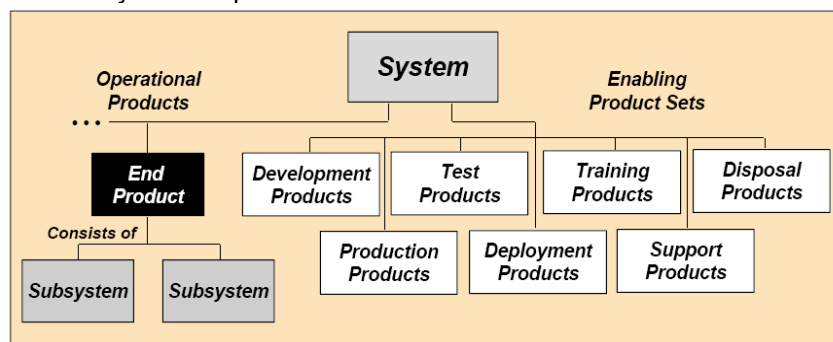 System
Operational
Products
Enabling
Product Sets
...
End
Product
Development
Products
Test
Products
Training
Products
Disposal
Products
Consists of
Production
Products
Deployment
Products
Support
Products
Subsystem
Subsystem